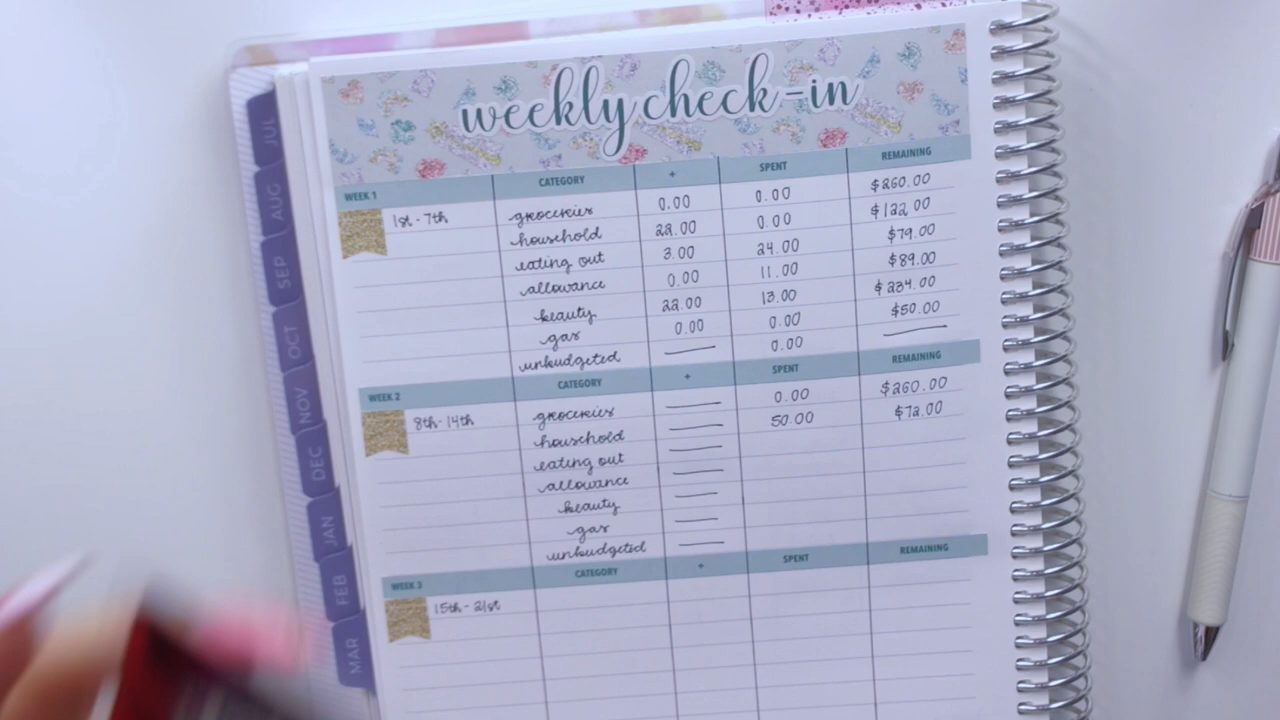 weekly check-in
WEEK 1 CATEGORY + SPENT REMAINING
1st - 7th groceries 0.00 0.00 $260.00
household 22.00 0.00 $122.00
eating out 3.00 24.00 $79.00
allowance 0.00 11.00 $89.00
beauty 22.00 13.00 $234.00
gas 0.00 0.00 $50.00
unbudgeted — 0.00 —
WEEK 2 CATEGORY + SPENT REMAINING
8th - 14th groceries — 0.00 $260.00
household — 50.00 $72.00
eating out —
allowance —
beauty —
gas —
unbudgeted —
WEEK 3 CATEGORY + SPENT REMAINING
15th - 21st
JUL
AUG
SEP
OCT
NOV
DEC
JAN
FEB
MAR